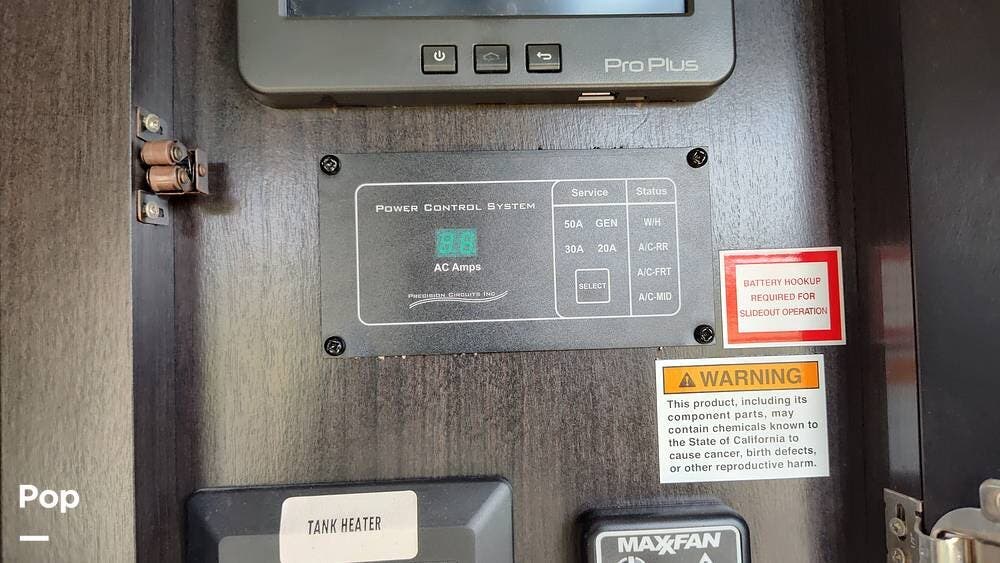 Pro Plus
Power Control System
88
AC Amps
Precision Circuits Inc
Service
Status
50A GEN
30A 20A
SELECT
W/H
A/C-RR
A/C-FRT
A/C-MID
BATTERY HOOKUP
REQUIRED FOR
SLIDEOUT OPERATION
WARNING
This product, including its
component parts, may
contain chemicals known to
the State of California to
cause cancer, birth defects,
or other reproductive harm.
Pop
TANK HEATER
MAXXFAN